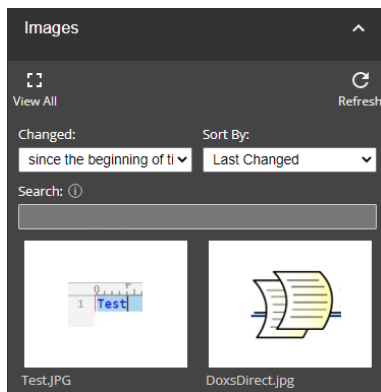 Images
View All
Refresh
Changed:
Sort By:
since the beginning of ti
Last Changed
Search: ⓘ
0
1 Test
Test.JPG
DoxsDirect.jpg